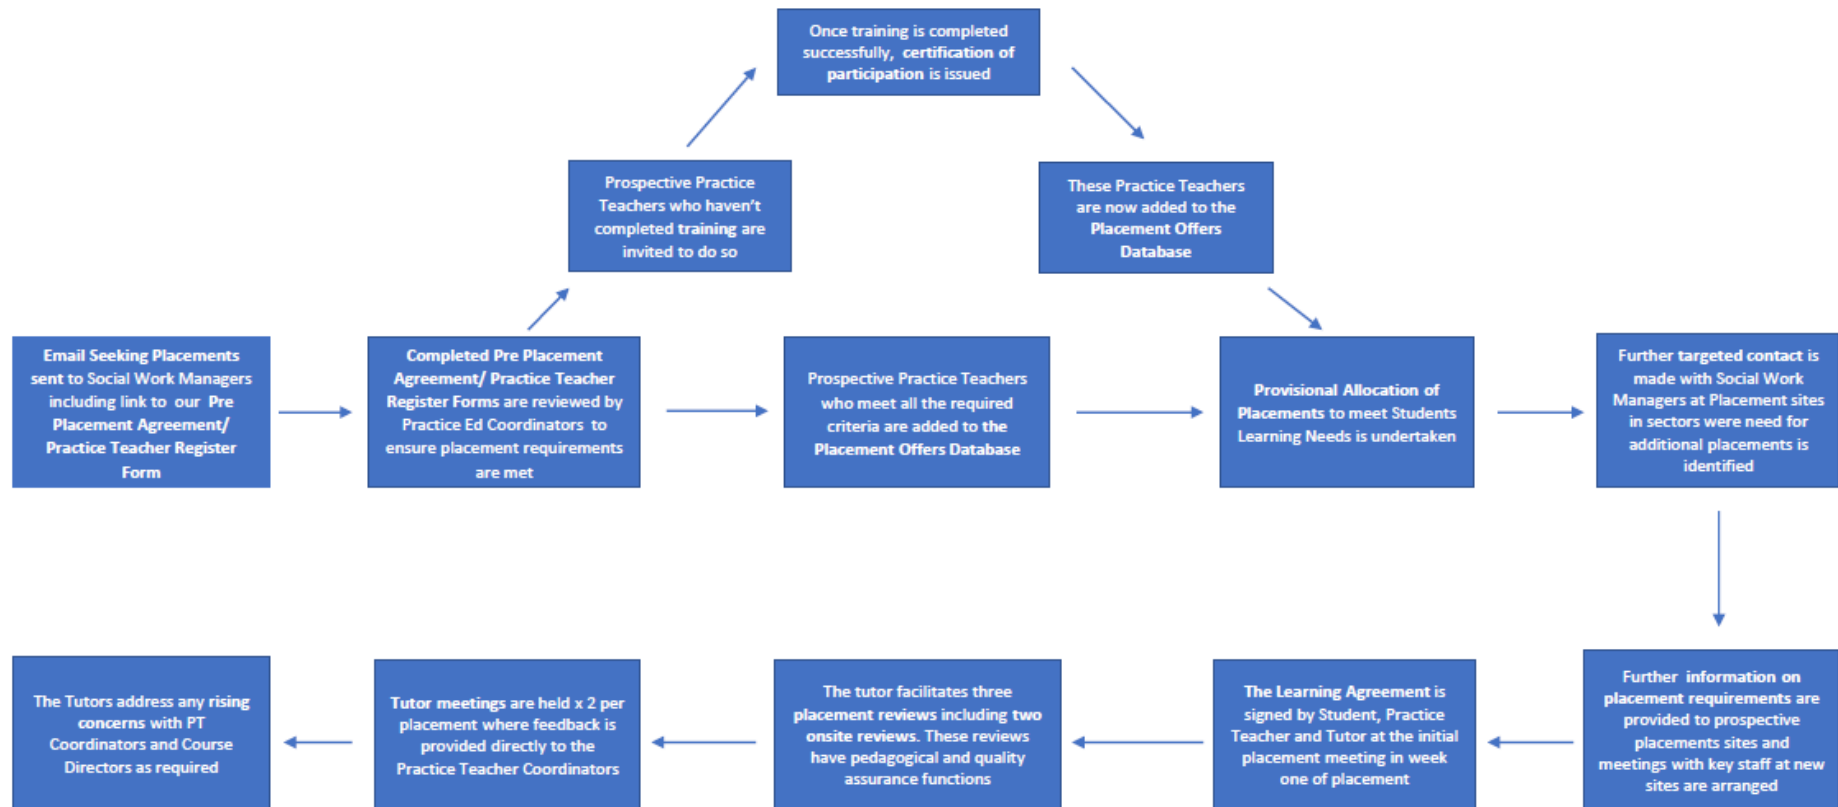 Once training is completed
successfully, certification of
participation is issued
Prospective Practice
Teachers who haven't
completed training are
invited to do so
These Practice Teachers
are now added to the
Placement Offers
Database
Email Seeking Placements
sent to Social Work Managers
including link to our Pre
Placement Agreement/
Practice Teacher Register
Form
Completed Pre Placement
Agreement/ Practice Teacher
Register Forms are reviewed by
Practice Ed Coordinators to
ensure placement requirements
are met
Prospective Practice Teachers
who meet all the required
criteria are added to the
Placement Offers Database
Provisional Allocation of
Placements to meet Students
Learning Needs is undertaken
Further targeted contact is
made with Social Work
Managers at Placement sites
in sectors were need for
additional placements is
identified
The Tutors address any rising
concerns with PT
Coordinators and Course
Directors as required
Tutor meetings are held x 2 per
placement where feedback is
provided directly to the
Practice Teacher Coordinators
The tutor facilitates three
placement reviews including two
onsite reviews. These reviews
have pedagogical and quality
assurance functions
The Learning Agreement is
signed by Student, Practice
Teacher and Tutor at the initial
placement meeting in week
one of placement
Further information on
placement requirements are
provided to prospective
placements sites and
meetings with key staff at new
sites are arranged